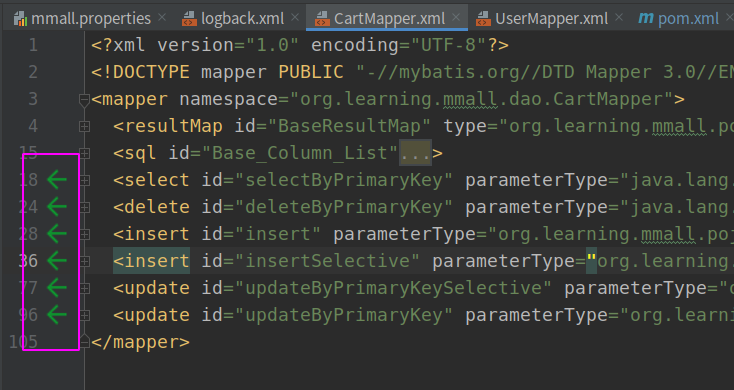 mmall.properties × logback.xml × CartMapper.xml × UserMapper.xml × m pom.xml
1 <?xml version="1.0" encoding="UTF-8"?>
2 <!DOCTYPE mapper PUBLIC "-//mybatis.org//DTD Mapper 3.0//EN
3 <mapper namespace="org.learning.mmall.dao.CartMapper">
4 <resultMap id="BaseResultMap" type="org.learning.mmall.po
15 <sql id="Base_Column_List"...>
18 <select id="selectByPrimaryKey" parameterType="java.lang.
24 <delete id="deleteByPrimaryKey" parameterType="java.lang.
28 <insert id="insert" parameterType="org.learning.mmall.poj
36 <insert id="insertSelective" parameterType="org.learning.
77 <update id="updateByPrimaryKeySelective" parameterType="o
96 <update id="updateByPrimaryKey" parameterType="org.learni
105 </mapper>